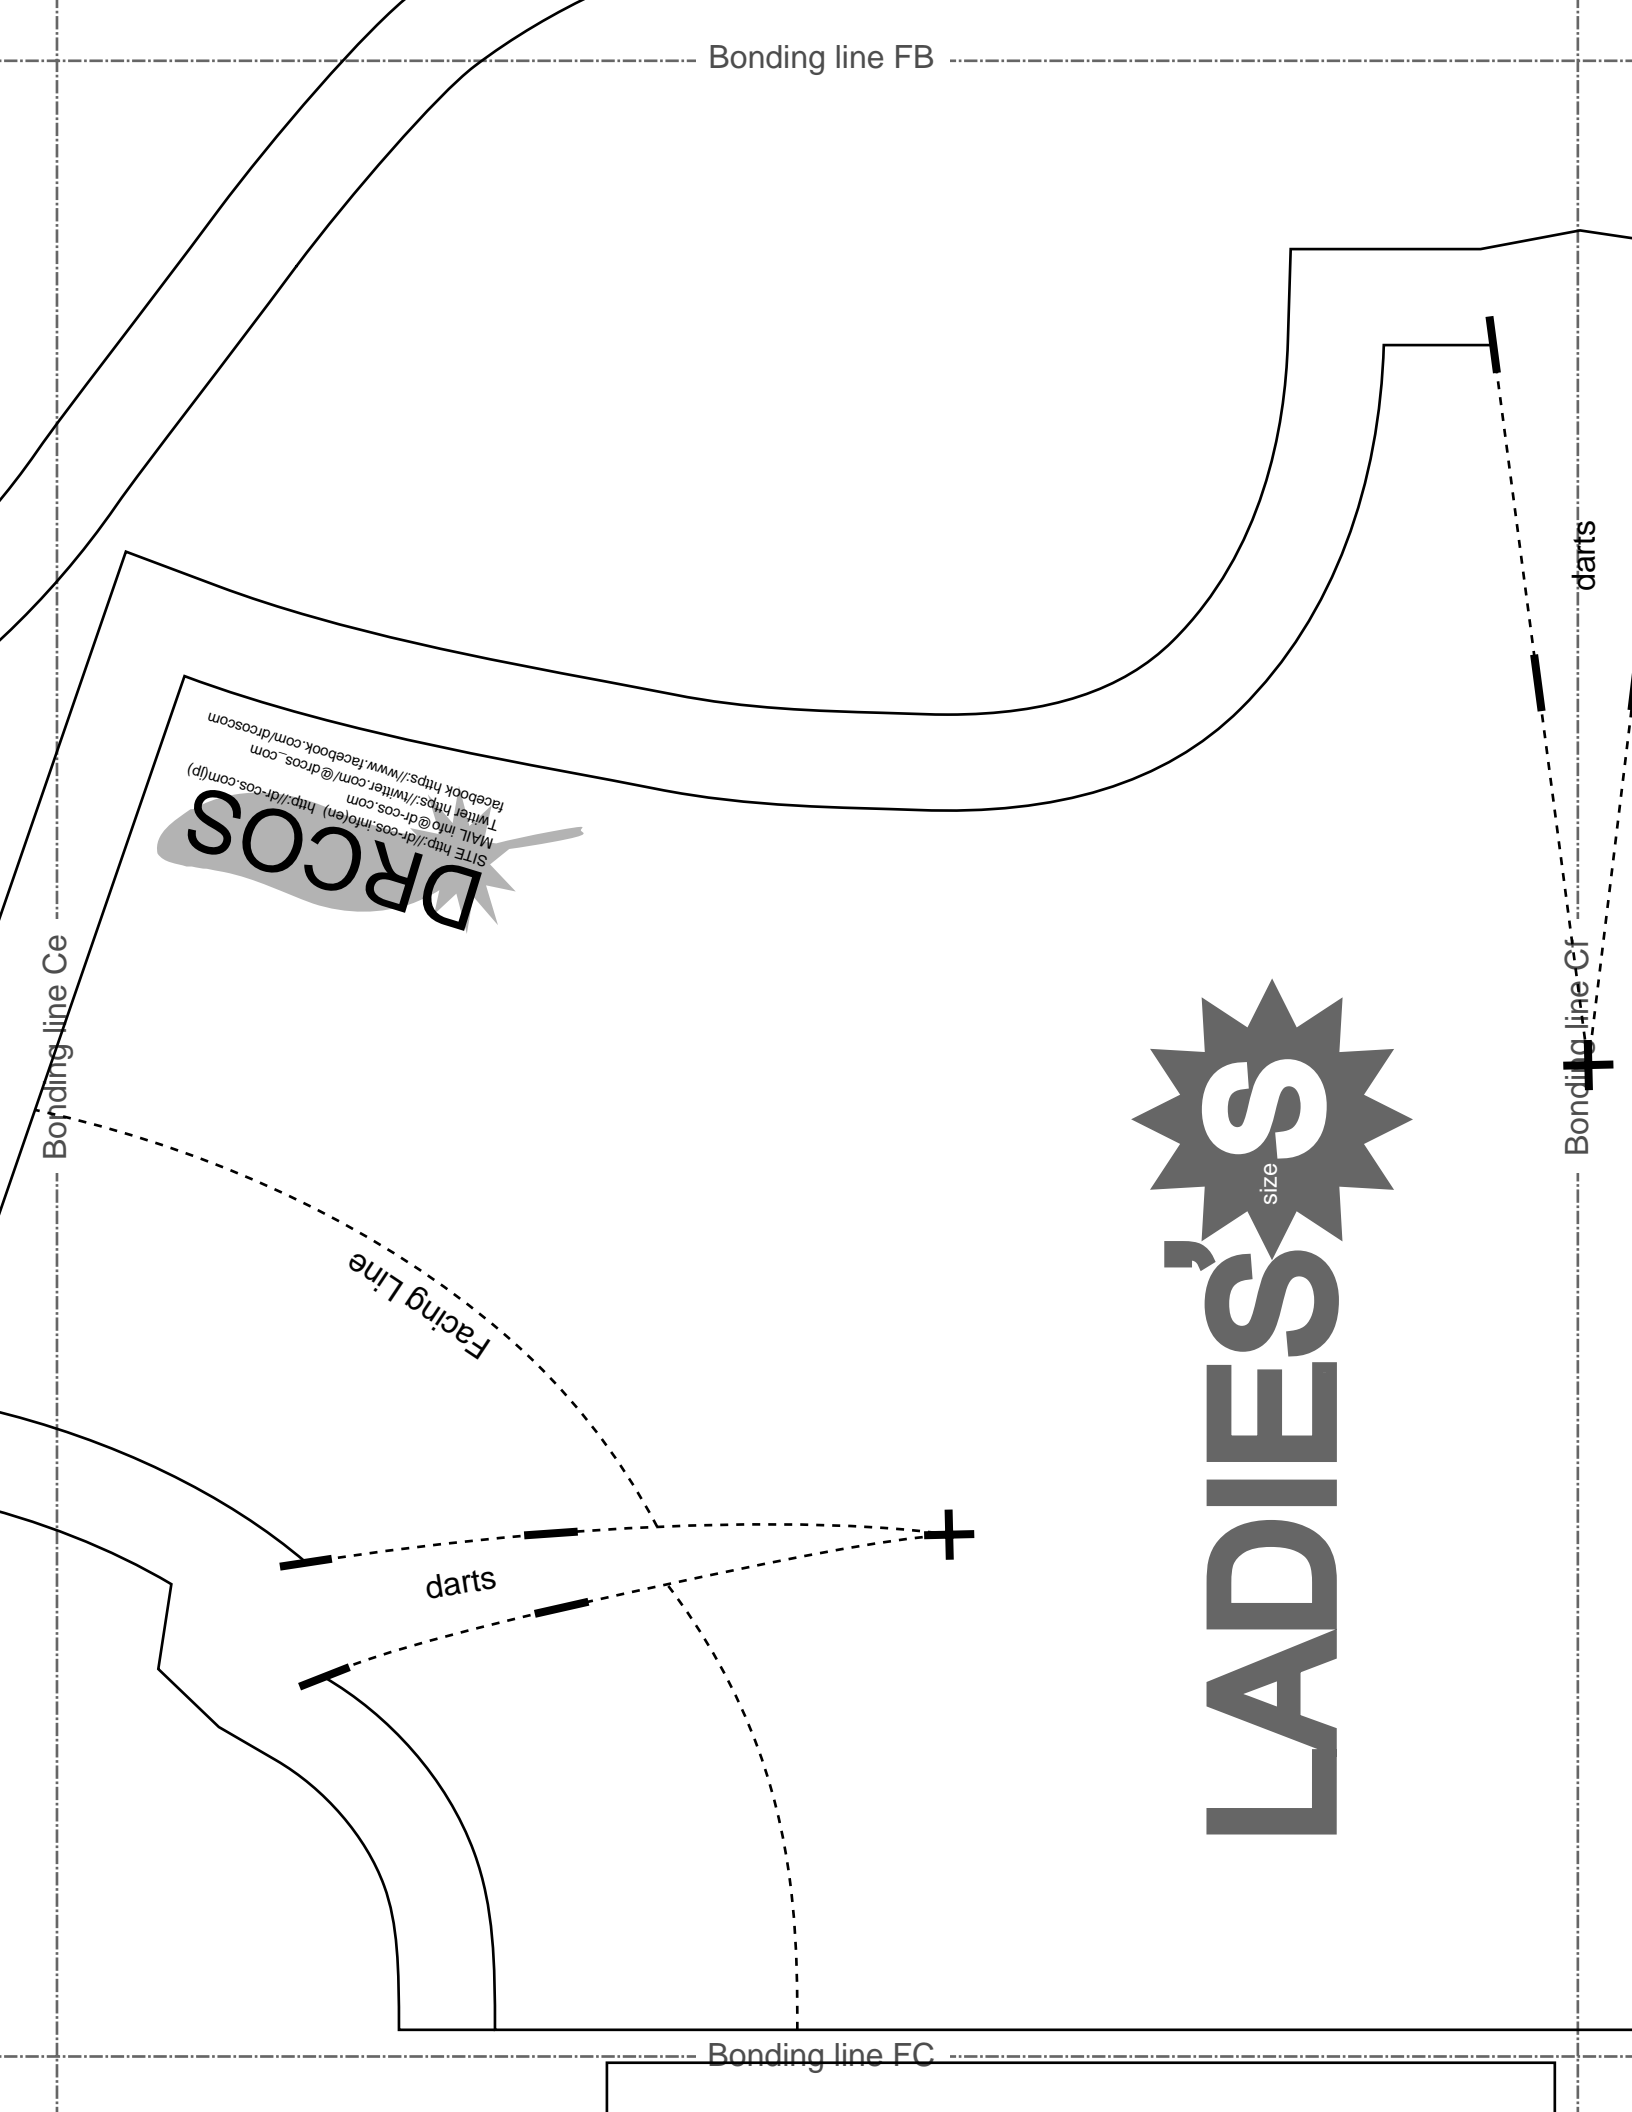 Bonding line FB
darts
facebook https://www.facebook.com/drcoscom
Twitter https://twitter.com/@drcos_com
MAIL info@dr-cos.com
SITE http://dr-cos.info(en) http://dr-cos.com(jp)
DRCOS
Bonding line Ce
Bonding line Cf
LADIES’
size S
Facing Line
darts
Bonding line FC